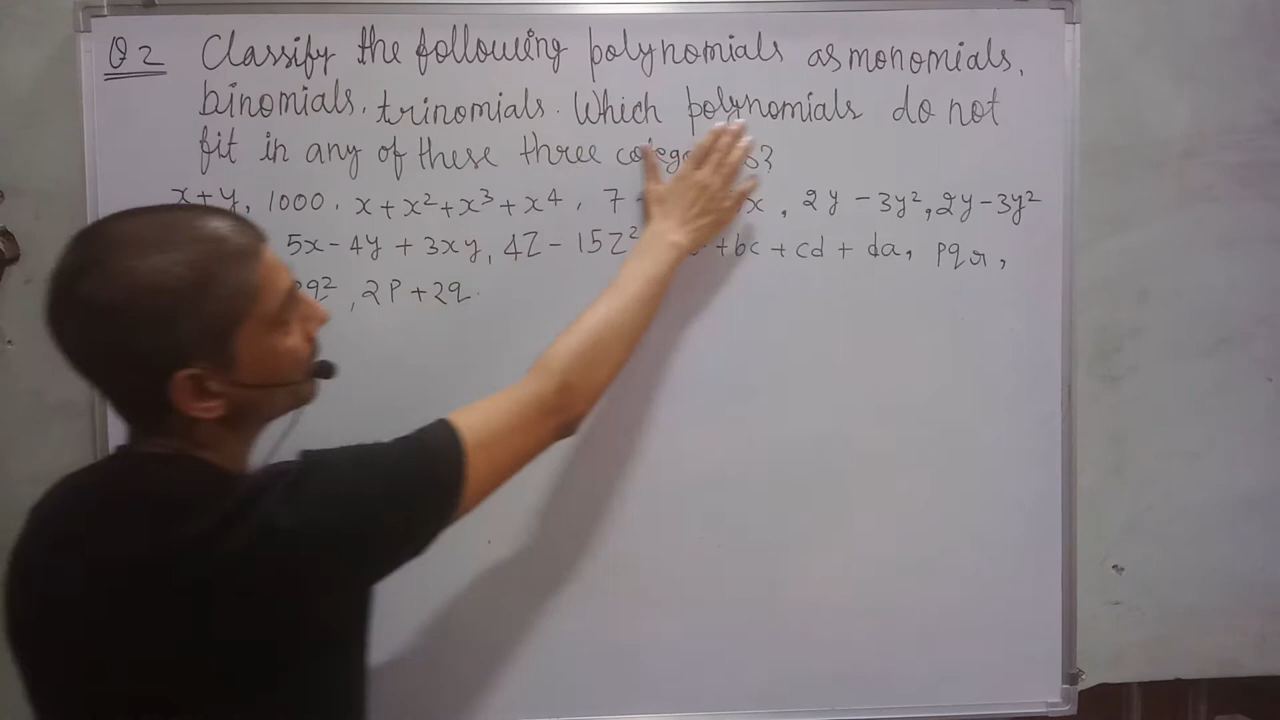 Q2 Classify the following polynomials as monomials,
binomials, trinomials. Which polynomials do not
fit in any of these three
x+y, 1000, x+x²+x³+x⁴, 7 x, 2y-3y², 2y-3y²
5x-4y+3xy, 4z-15z² +bc+cd+da, pqr,
q², 2p+2q.